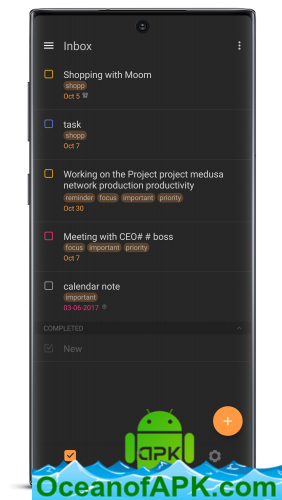 Inbox
Shopping with Moom
shopp
Oct 5
task
shopp
Oct 7
Working on the Project project medusa
network production productivity
reminder focus important priority
Oct 30
Meeting with CEO# # boss
focus important priority
Oct 7
calendar note
important
03-06-2017
COMPLETED
New
APK
OceanofAPK.com